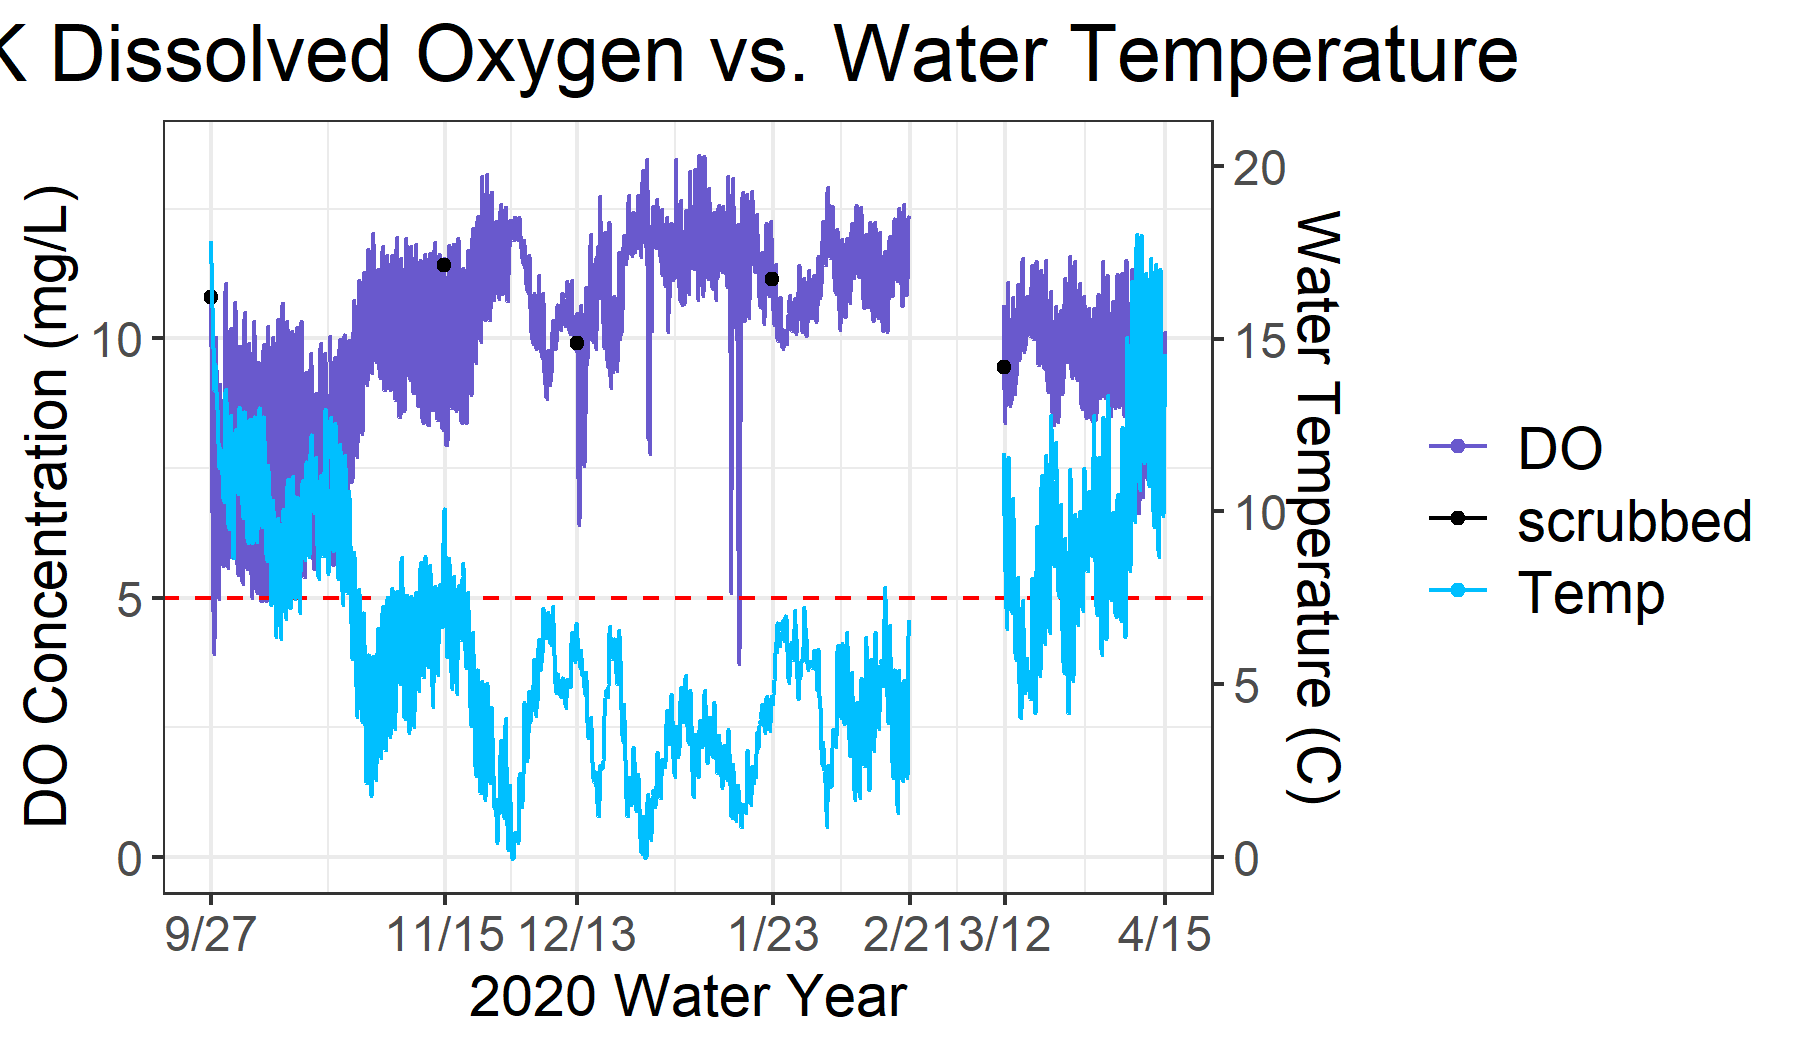 K Dissolved Oxygen vs. Water Temperature
DO Concentration (mg/L)
10
5
0
20
15
10
5
0
Water Temperature (C)
9/27 11/15 12/13 1/23 2/21 3/12 4/15
2020 Water Year
DO
scrubbed
Temp